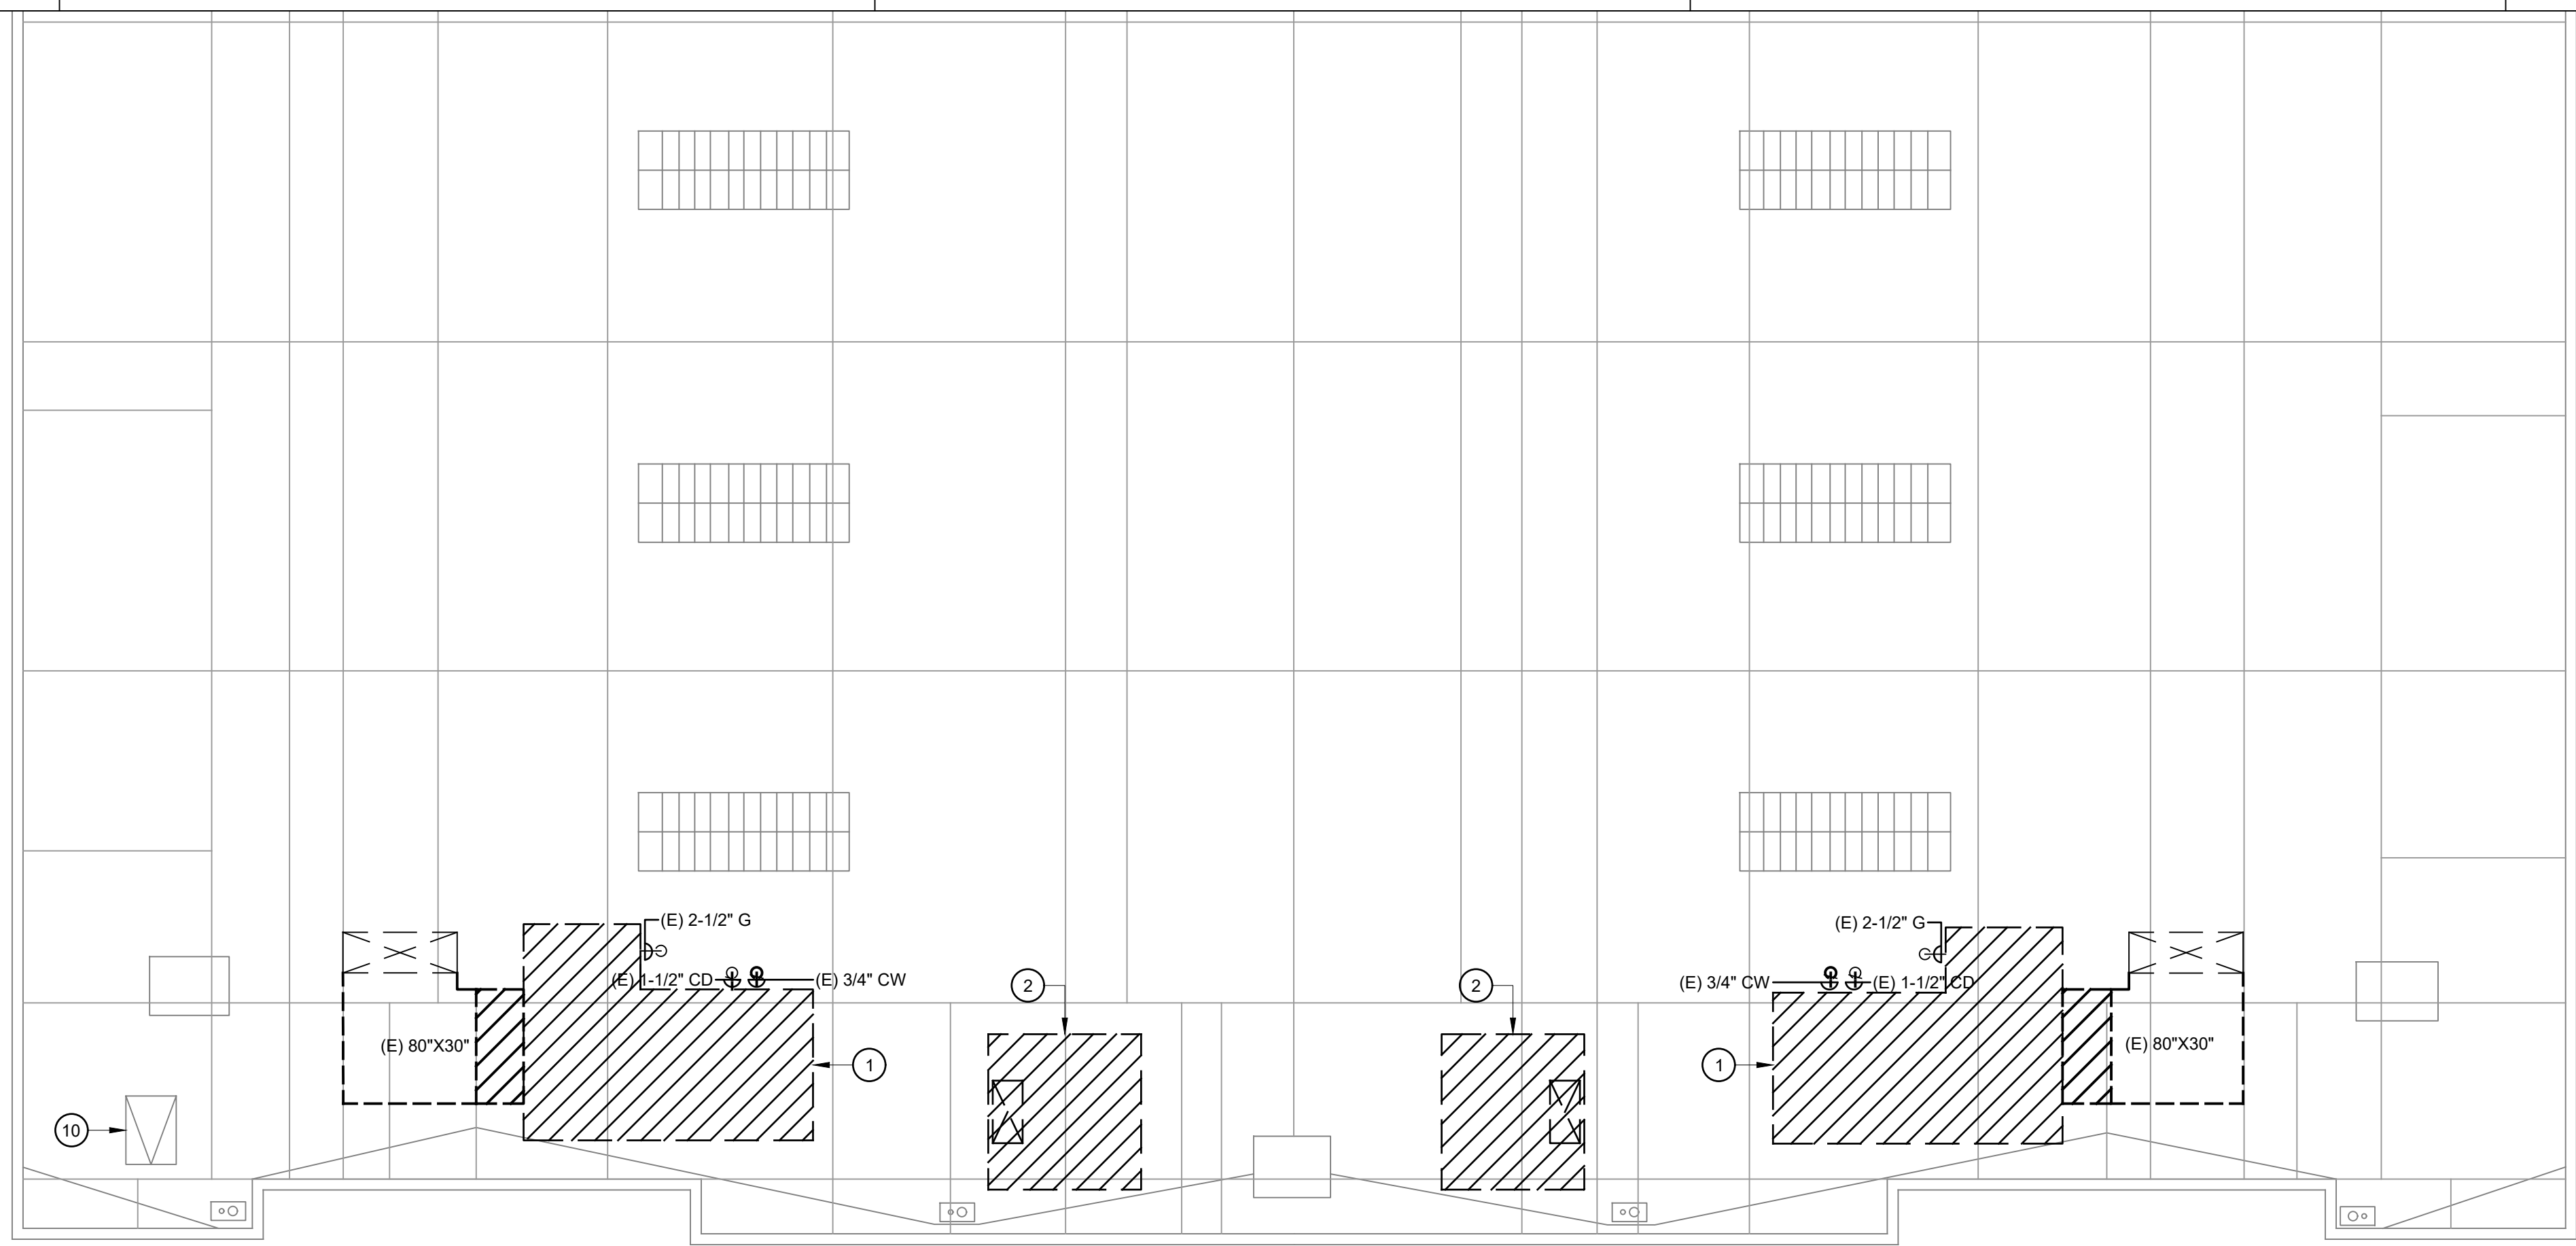 (E) 2-1/2" G
(E) 2-1/2" G
(E) 1-1/2" CD
(E) 3/4" CW
(E) 3/4" CW
(E) 1-1/2" CD
2
2
(E) 80"X30"
(E) 80"X30"
1
1
10